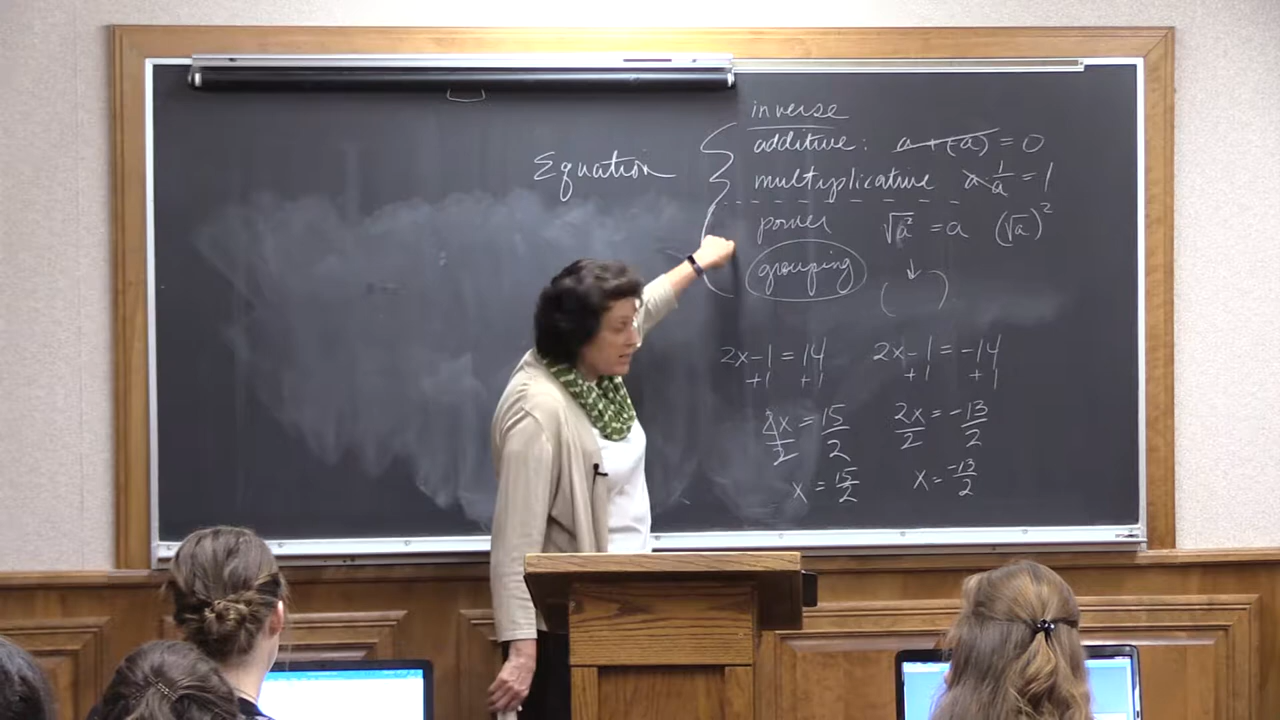 inverse
additive: a + (-a) = 0
Equation
multiplicative a · 1/a = 1
power √a² = a (√a)²
grouping ( )
2x-1 = 14 2x-1 = -14
+1 +1 +1 +1
2x/2 = 15/2 2x/2 = -13/2
x = 15/2 x = -13/2